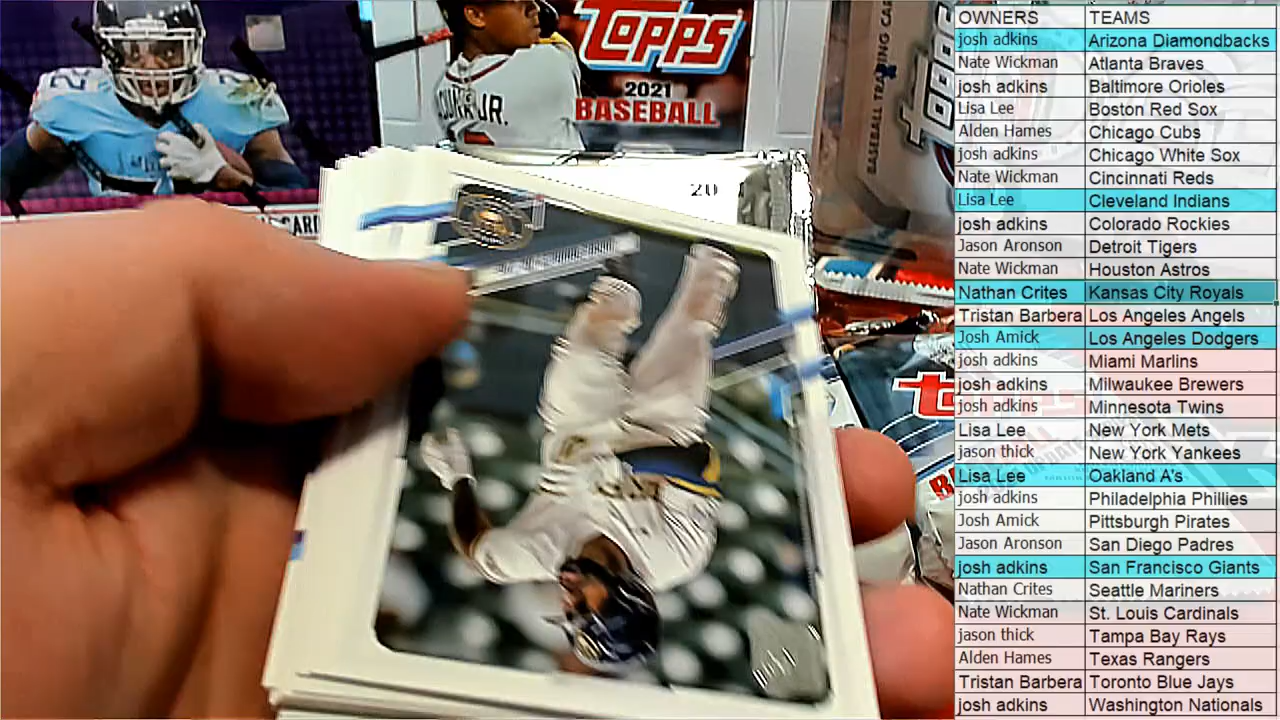 TOPPS
2021
BASEBALL
UÑA JR.
BASEBALL TRADING CAR
TOPPS
20
CARD
OWNERS TEAMS
josh adkins Arizona Diamondbacks
Nate Wickman Atlanta Braves
josh adkins Baltimore Orioles
Lisa Lee Boston Red Sox
Alden Hames Chicago Cubs
josh adkins Chicago White Sox
Nate Wickman Cincinnati Reds
Lisa Lee Cleveland Indians
josh adkins Colorado Rockies
Jason Aronson Detroit Tigers
Nate Wickman Houston Astros
Nathan Crites Kansas City Royals
Tristan Barbera Los Angeles Angels
Josh Amick Los Angeles Dodgers
josh adkins Miami Marlins
josh adkins Milwaukee Brewers
josh adkins Minnesota Twins
Lisa Lee New York Mets
jason thick New York Yankees
Lisa Lee Oakland A's
josh adkins Philadelphia Phillies
Josh Amick Pittsburgh Pirates
Jason Aronson San Diego Padres
josh adkins San Francisco Giants
Nathan Crites Seattle Mariners
Nate Wickman St. Louis Cardinals
jason thick Tampa Bay Rays
Alden Hames Texas Rangers
Tristan Barbera Toronto Blue Jays
josh adkins Washington Nationals